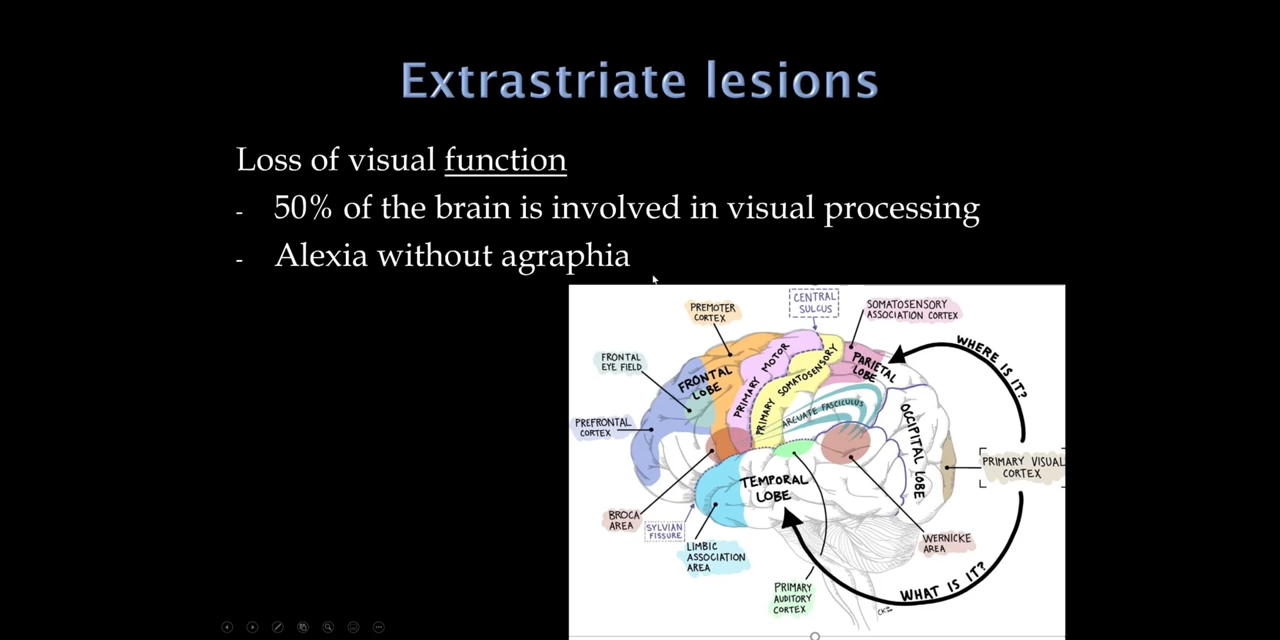 Extrastriate lesions
Loss of visual function
- 50% of the brain is involved in visual processing
- Alexia without agraphia
CENTRAL
SULCUS
SOMATOSENSORY
ASSOCIATION CORTEX
PREMOTER
CORTEX
WHERE IS IT?
FRONTAL
EYE FIELD
FRONTAL
LOBE
PRIMARY MOTOR
PRIMARY SOMATOSENSORY
PARIETAL
LOBE
ARCUATE FASCICULUS
OCCIPITAL LOBE
PREFRONTAL
CORTEX
PRIMARY VISUAL
CORTEX
TEMPORAL
LOBE
BROCA
AREA
SYLVIAN
FISSURE
LIMBIC
ASSOCIATION
AREA
WERNICKE
AREA
PRIMARY
AUDITORY
CORTEX
WHAT IS IT?